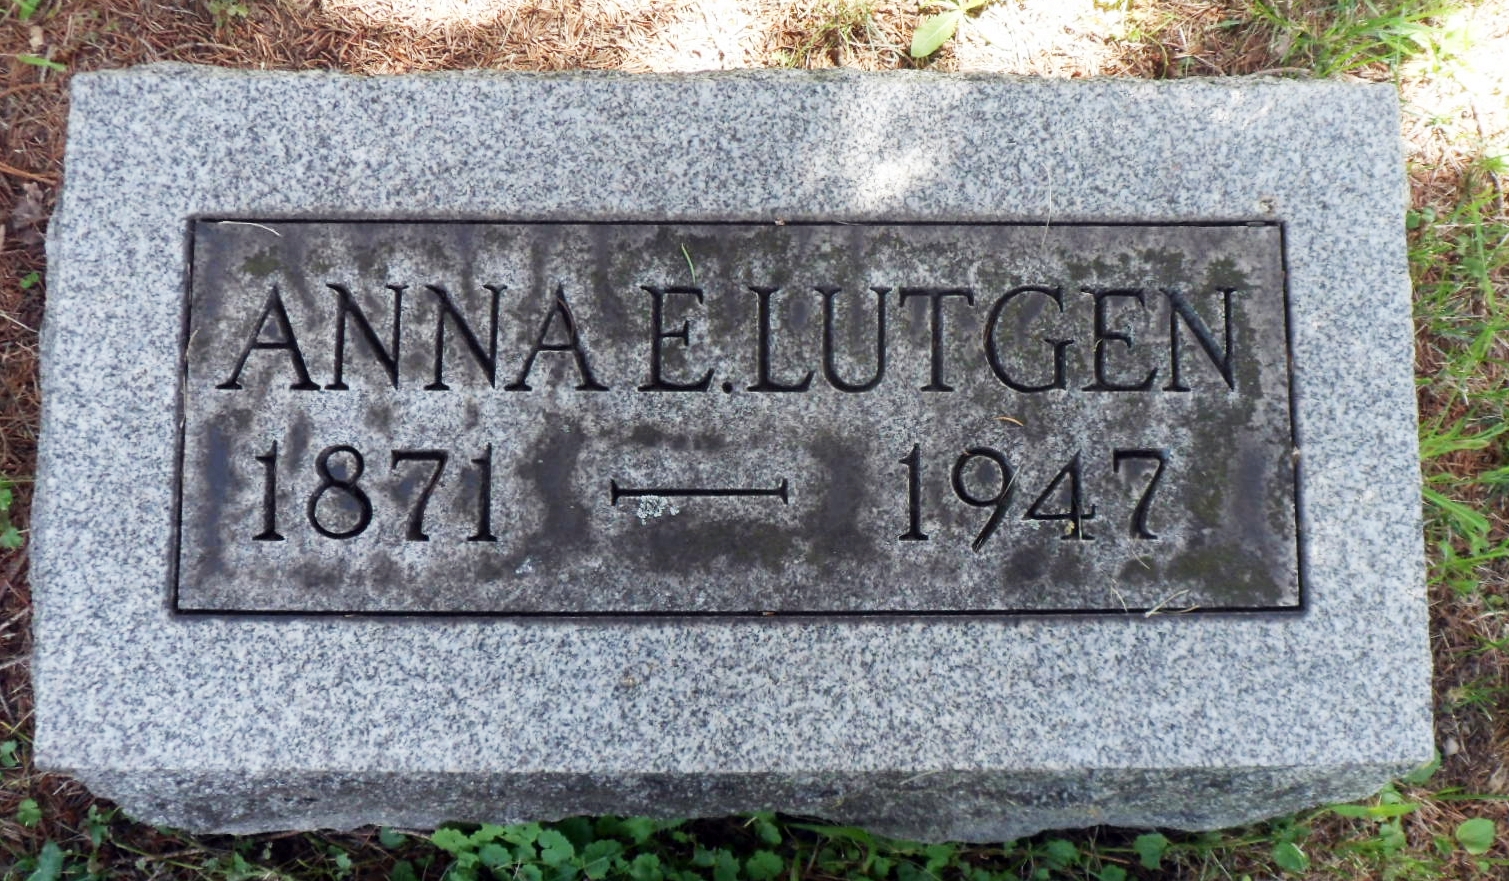 ANNA E. LUTGEN
1871 — 1947